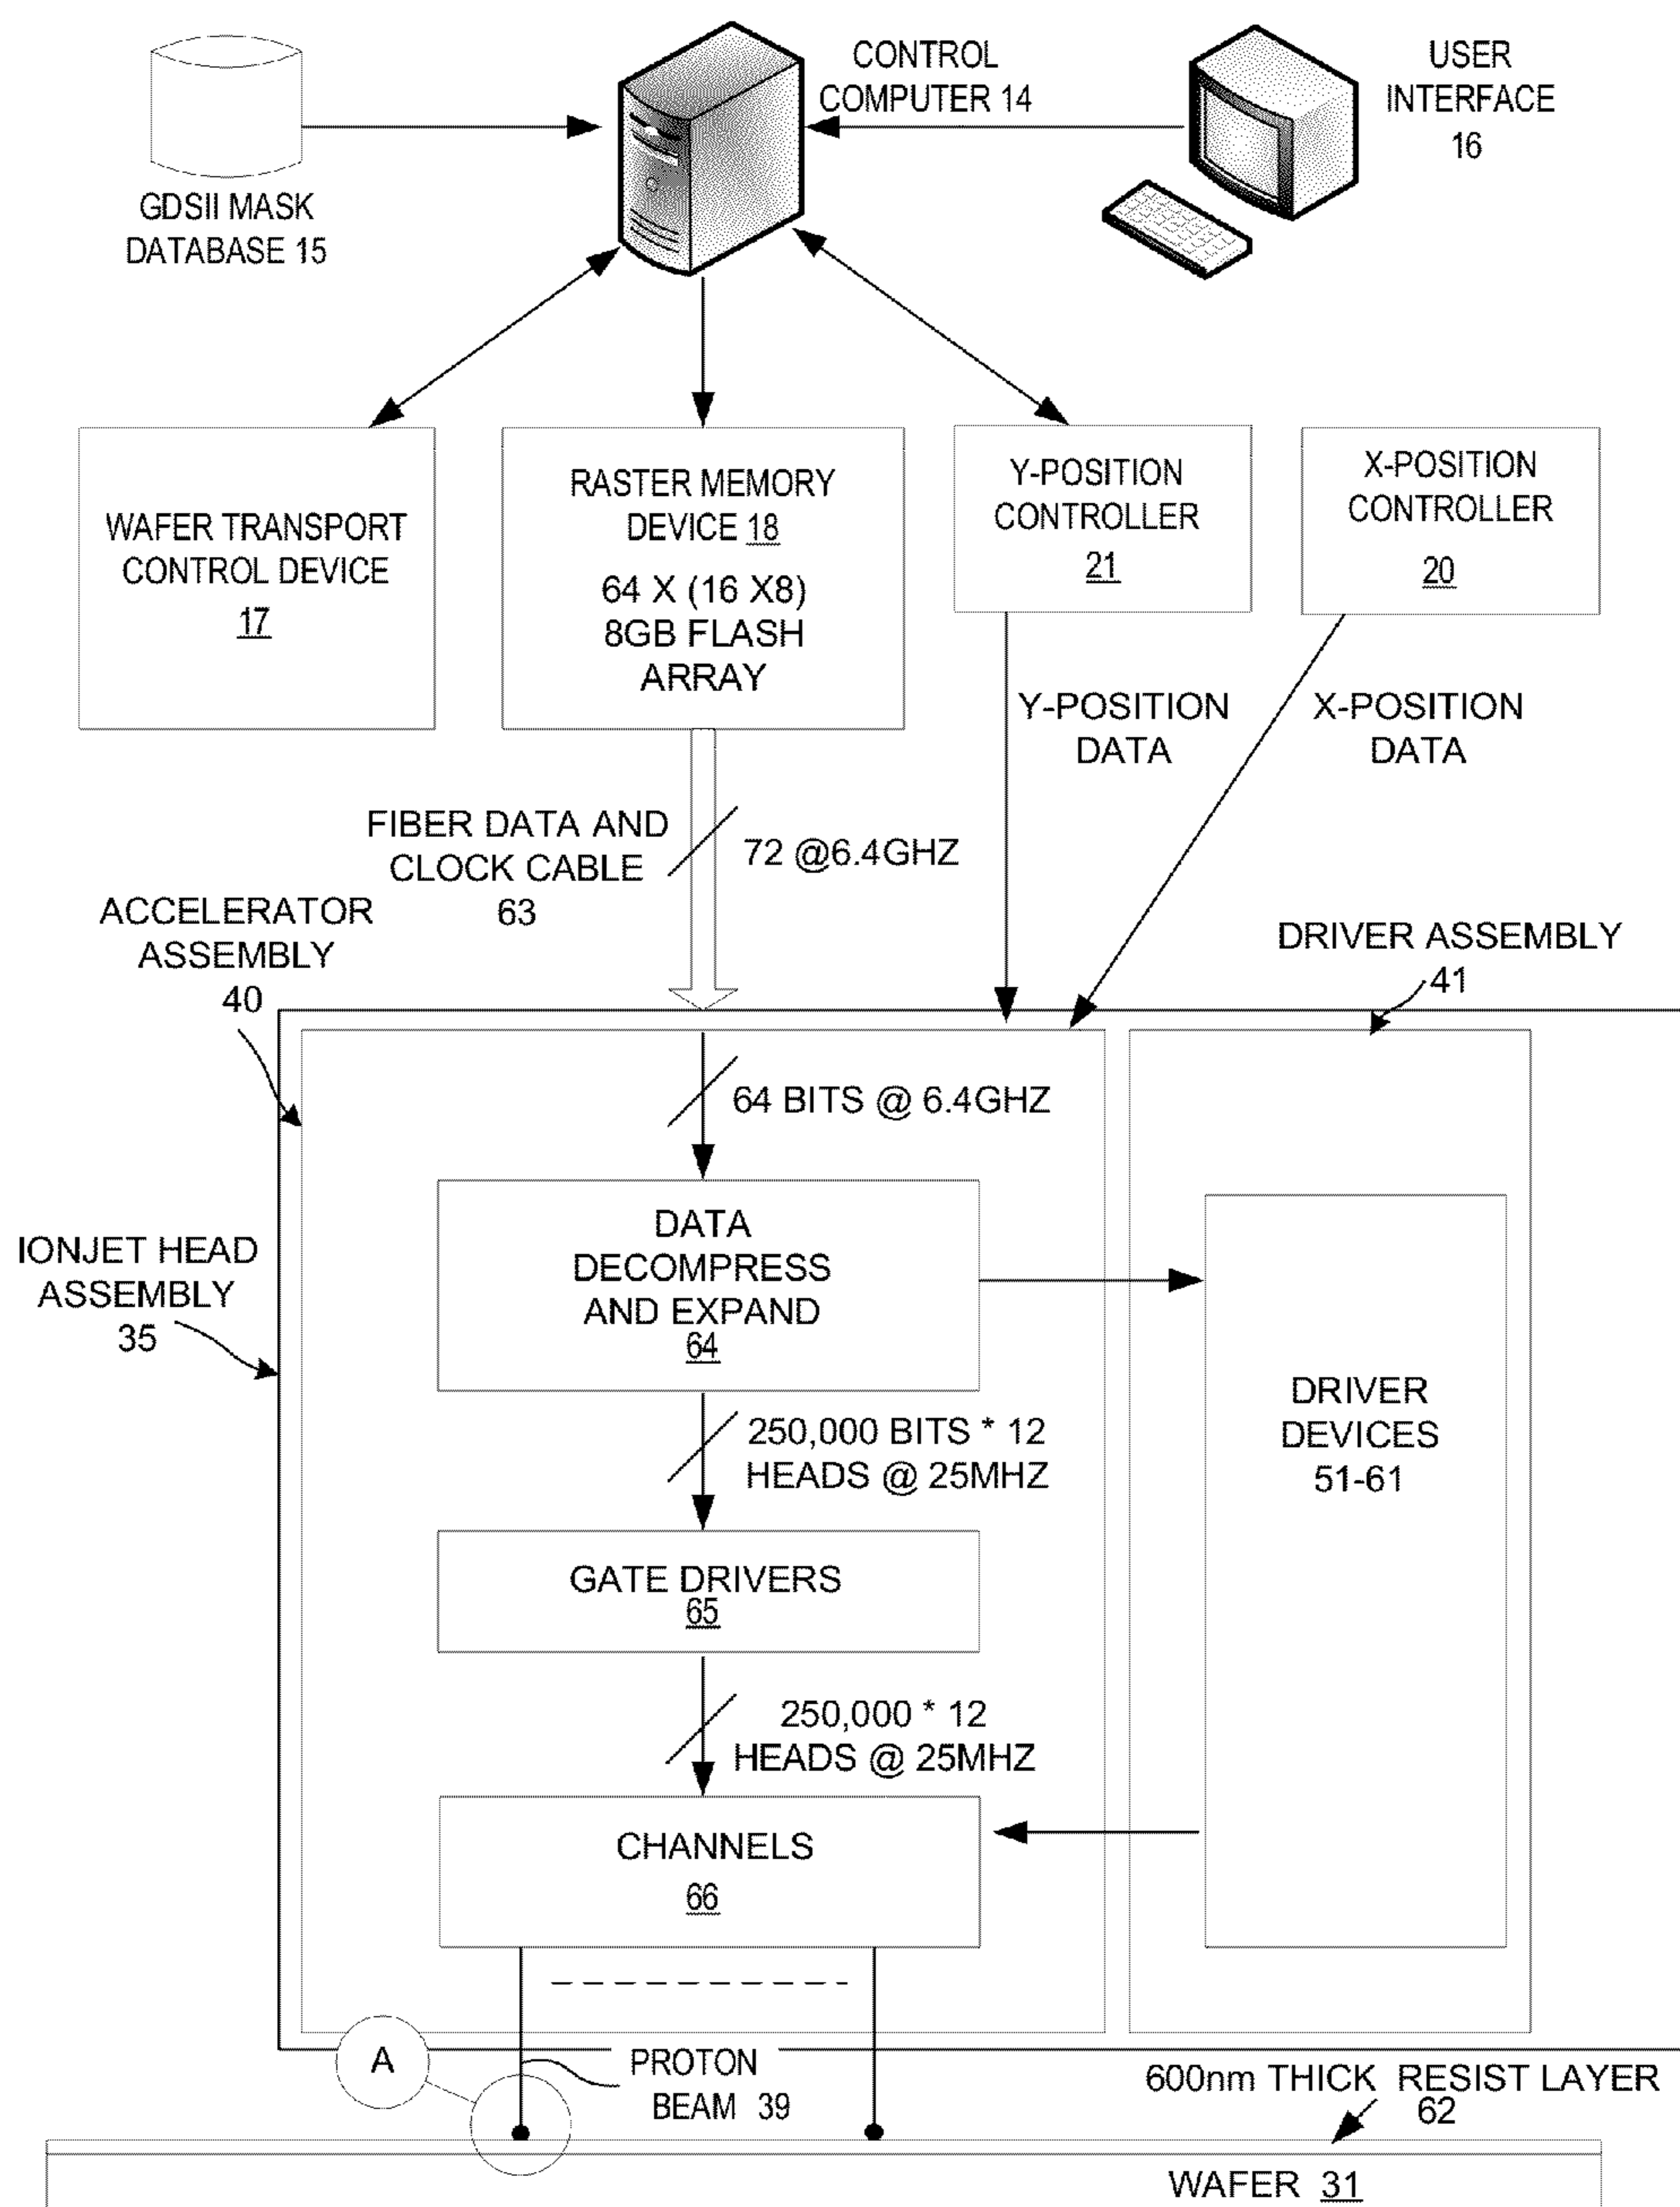 CONTROL
COMPUTER 14
USER
INTERFACE
16
GDSII MASK
DATABASE 15
WAFER TRANSPORT
CONTROL DEVICE
17
RASTER MEMORY
DEVICE 18
64 X (16 X8)
8GB FLASH
ARRAY
Y-POSITION
CONTROLLER
21
X-POSITION
CONTROLLER
20
Y-POSITION
DATA
X-POSITION
DATA
FIBER DATA AND
CLOCK CABLE
63
72 @6.4GHZ
ACCELERATOR
ASSEMBLY
40
DRIVER ASSEMBLY
41
64 BITS @ 6.4GHZ
IONJET HEAD
ASSEMBLY
35
DATA
DECOMPRESS
AND EXPAND
64
250,000 BITS * 12
HEADS @ 25MHZ
DRIVER
DEVICES
51-61
GATE DRIVERS
65
250,000 * 12
HEADS @ 25MHZ
CHANNELS
66
A
PROTON
BEAM 39
600nm THICK RESIST LAYER
62
WAFER 31